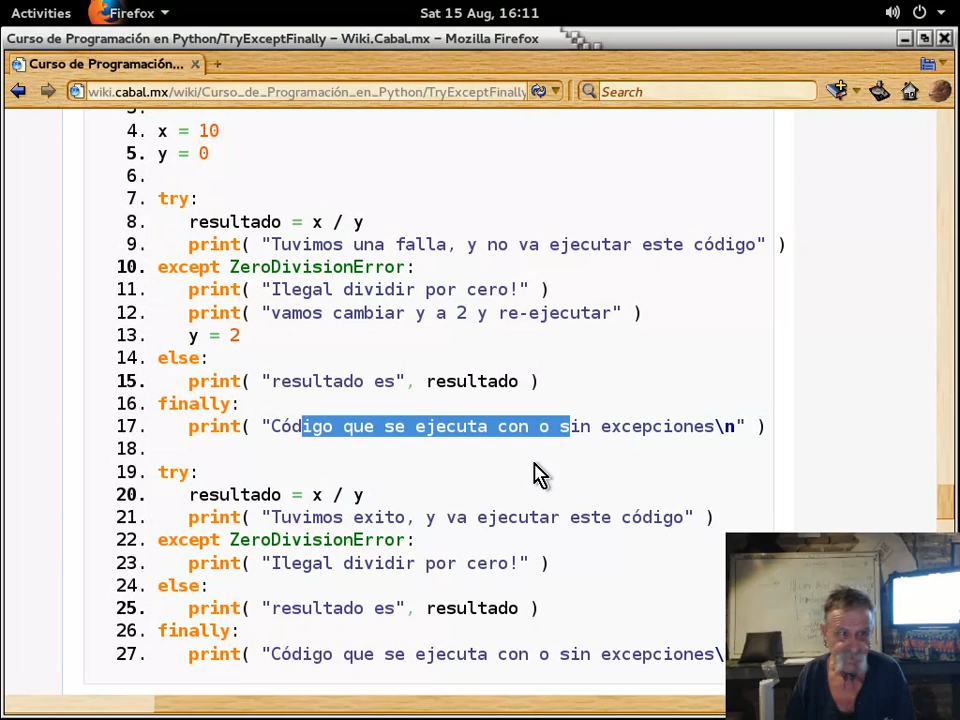 Activities Firefox Sat 15 Aug, 16:11
Curso de Programación en Python/TryExceptFinally – Wiki.Cabal.mx – Mozilla Firefox
Curso de Programación...
wiki.cabal.mx/wiki/Curso_de_Programación_en_Python/TryExceptFinally
Search
4. x = 10
5. y = 0
6.
7. try:
8. resultado = x / y
9. print( "Tuvimos una falla, y no va ejecutar este código" )
10. except ZeroDivisionError:
11. print( "Ilegal dividir por cero!" )
12. print( "vamos cambiar y a 2 y re-ejecutar" )
13. y = 2
14. else:
15. print( "resultado es", resultado )
16. finally:
17. print( "Código que se ejecuta con o sin excepciones\n" )
18.
19. try:
20. resultado = x / y
21. print( "Tuvimos exito, y va ejecutar este código" )
22. except ZeroDivisionError:
23. print( "Ilegal dividir por cero!" )
24. else:
25. print( "resultado es", resultado )
26. finally:
27. print( "Código que se ejecuta con o sin excepciones\